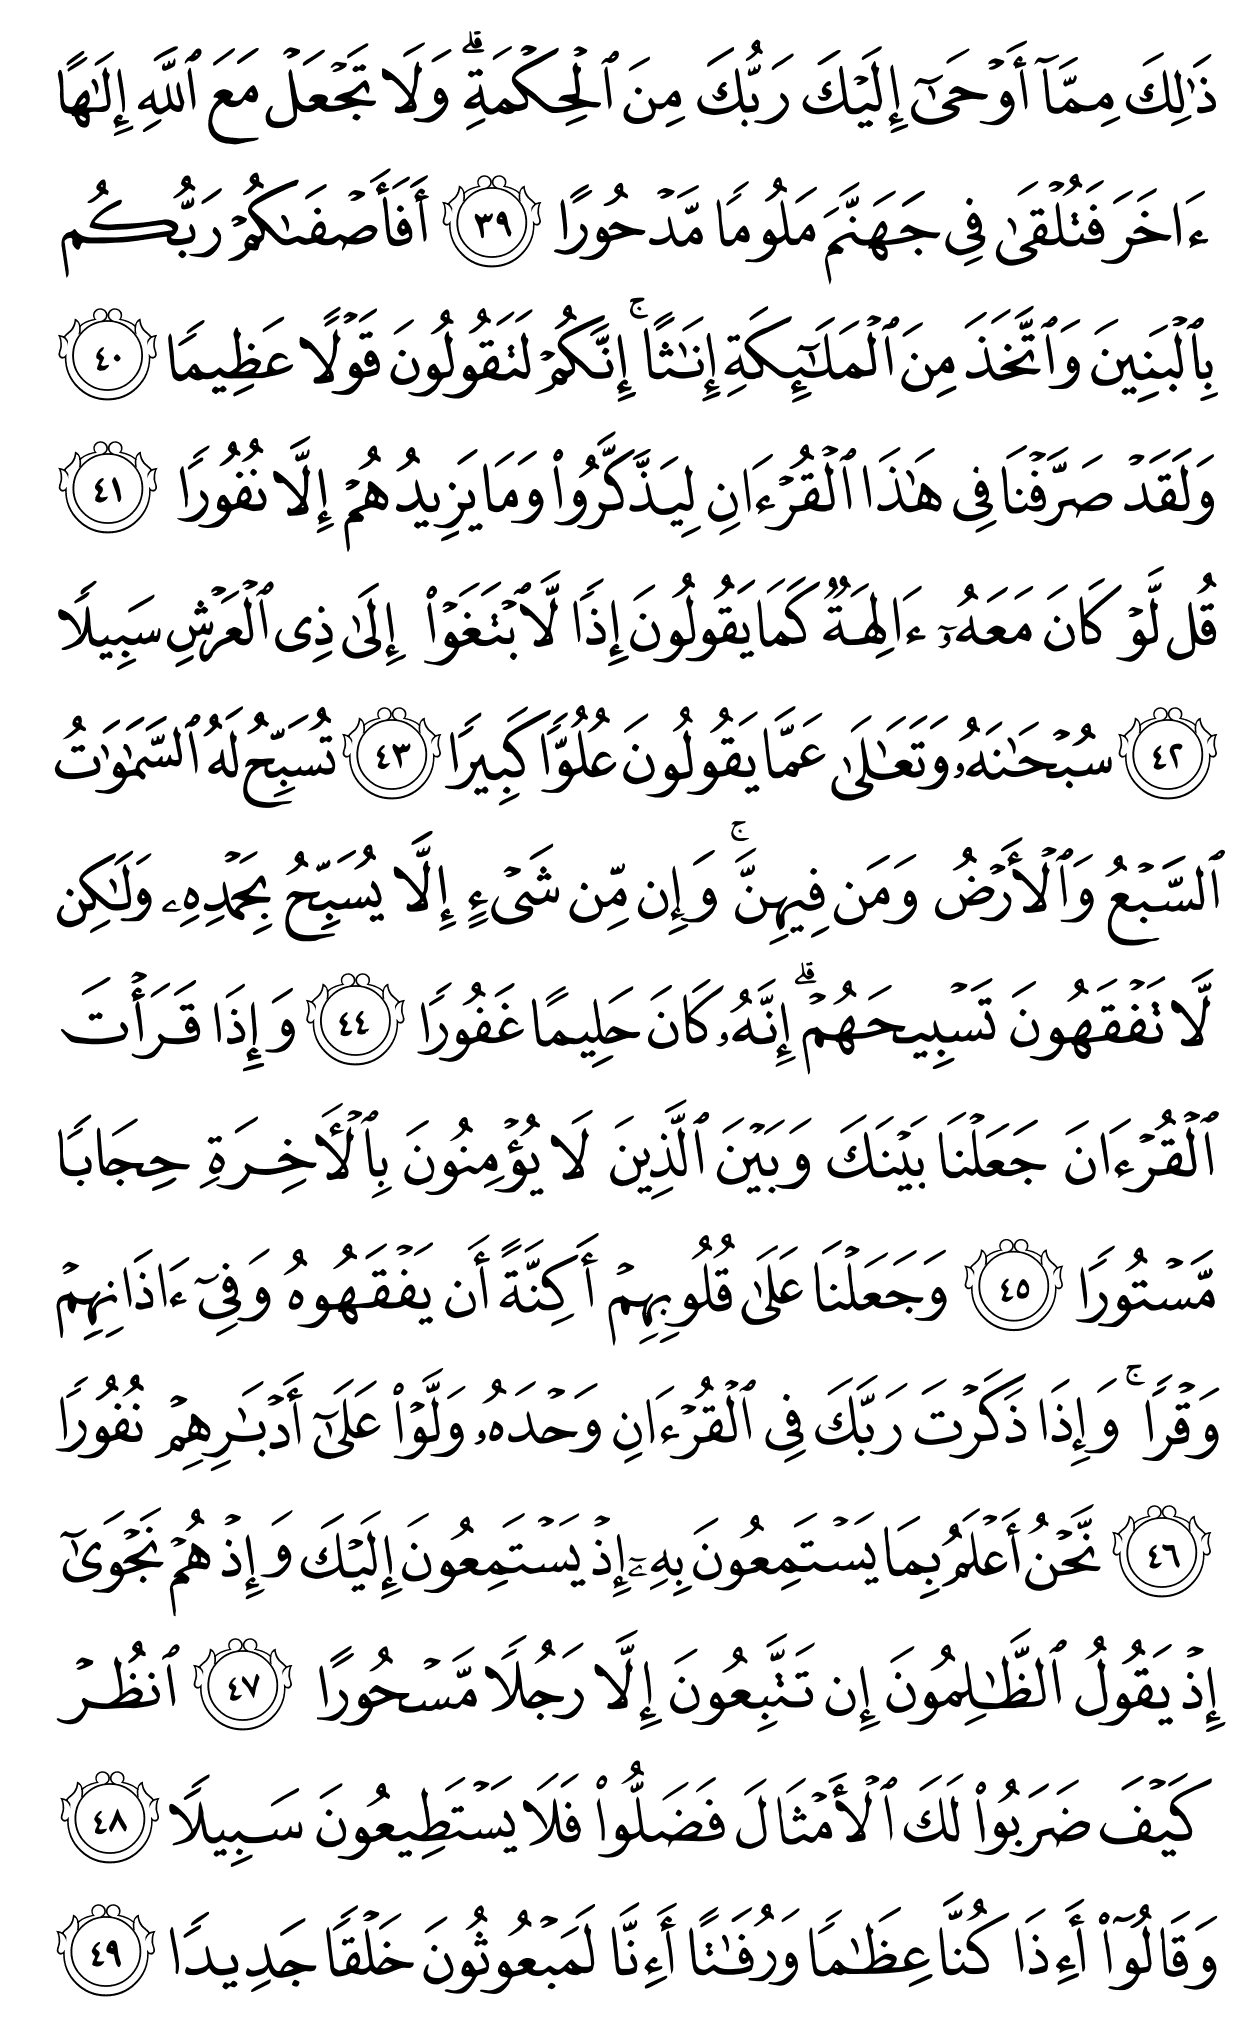 ذَٰلِكَ مِمَّآ أَوْحَىٰٓ إِلَيْكَ رَبُّكَ مِنَ ٱلْحِكْمَةِ ۗ وَلَا تَجْعَلْ مَعَ ٱللَّهِ إِلَـٰهًا
ءَاخَرَ فَتُلْقَىٰ فِى جَهَنَّمَ مَلُومًا مَّدْحُورًا ٣٩ أَفَأَصْفَىٰكُمْ رَبُّكُم
بِٱلْبَنِينَ وَٱتَّخَذَ مِنَ ٱلْمَلَـٰٓئِكَةِ إِنَـٰثًا ۚ إِنَّكُمْ لَتَقُولُونَ قَوْلًا عَظِيمًا ٤٠
وَلَقَدْ صَرَّفْنَا فِى هَـٰذَا ٱلْقُرْءَانِ لِيَذَّكَّرُوا۟ وَمَا يَزِيدُهُمْ إِلَّا نُفُورًا ٤١
قُل لَّوْ كَانَ مَعَهُۥٓ ءَالِهَةٌ كَمَا يَقُولُونَ إِذًا لَّٱبْتَغَوْا۟ إِلَىٰ ذِى ٱلْعَرْشِ سَبِيلًا
٤٢ سُبْحَـٰنَهُۥ وَتَعَـٰلَىٰ عَمَّا يَقُولُونَ عُلُوًّا كَبِيرًا ٤٣ تُسَبِّحُ لَهُ ٱلسَّمَـٰوَٰتُ
ٱلسَّبْعُ وَٱلْأَرْضُ وَمَن فِيهِنَّ ۚ وَإِن مِّن شَىْءٍ إِلَّا يُسَبِّحُ بِحَمْدِهِۦ وَلَـٰكِن
لَّا تَفْقَهُونَ تَسْبِيحَهُمْ ۗ إِنَّهُۥ كَانَ حَلِيمًا غَفُورًا ٤٤ وَإِذَا قَرَأْتَ
ٱلْقُرْءَانَ جَعَلْنَا بَيْنَكَ وَبَيْنَ ٱلَّذِينَ لَا يُؤْمِنُونَ بِٱلْـَٔاخِرَةِ حِجَابًا
مَّسْتُورًا ٤٥ وَجَعَلْنَا عَلَىٰ قُلُوبِهِمْ أَكِنَّةً أَن يَفْقَهُوهُ وَفِىٓ ءَاذَانِهِمْ
وَقْرًا ۚ وَإِذَا ذَكَرْتَ رَبَّكَ فِى ٱلْقُرْءَانِ وَحْدَهُۥ وَلَّوْا۟ عَلَىٰٓ أَدْبَـٰرِهِمْ نُفُورًا
٤٦ نَّحْنُ أَعْلَمُ بِمَا يَسْتَمِعُونَ بِهِۦٓ إِذْ يَسْتَمِعُونَ إِلَيْكَ وَإِذْ هُمْ نَجْوَىٰٓ
إِذْ يَقُولُ ٱلظَّـٰلِمُونَ إِن تَتَّبِعُونَ إِلَّا رَجُلًا مَّسْحُورًا ٤٧ ٱنظُرْ
كَيْفَ ضَرَبُوا۟ لَكَ ٱلْأَمْثَالَ فَضَلُّوا۟ فَلَا يَسْتَطِيعُونَ سَبِيلًا ٤٨
وَقَالُوٓا۟ أَءِذَا كُنَّا عِظَـٰمًا وَرُفَـٰتًا أَءِنَّا لَمَبْعُوثُونَ خَلْقًا جَدِيدًا ٤٩